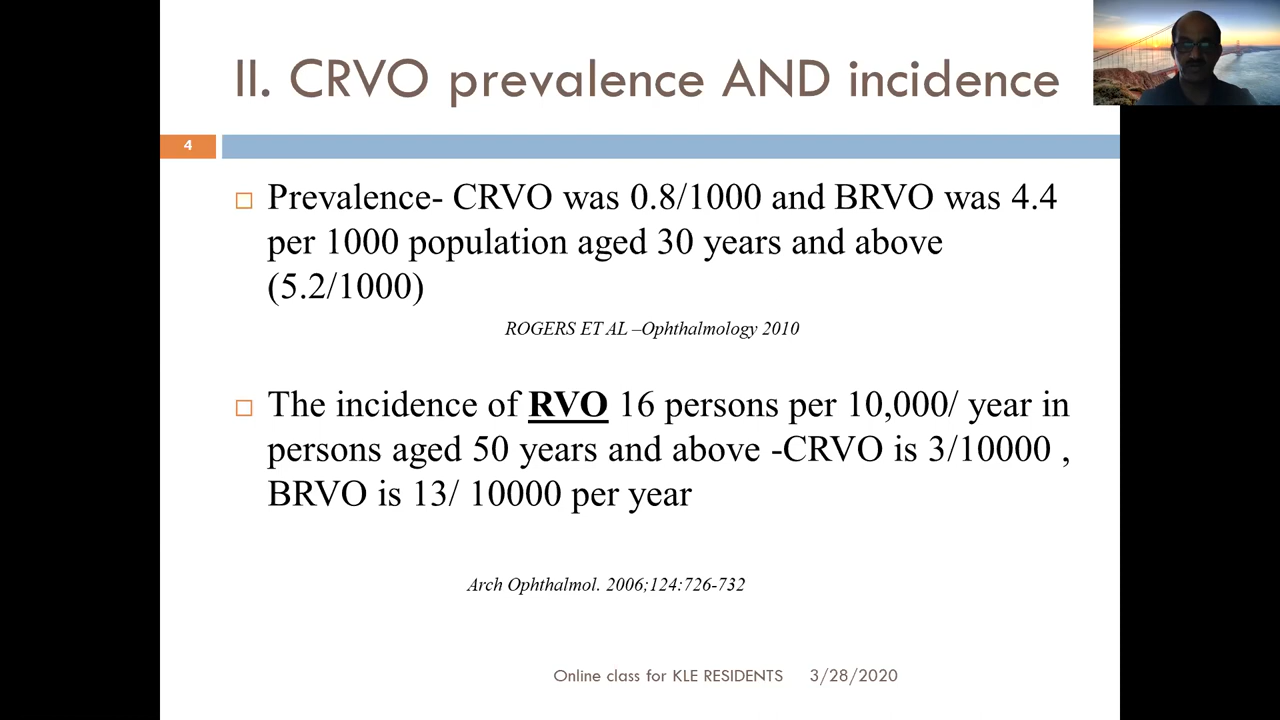 II. CRVO prevalence AND incidence
4
Prevalence- CRVO was 0.8/1000 and BRVO was 4.4
per 1000 population aged 30 years and above
(5.2/1000)
ROGERS ET AL –Ophthalmology 2010
The incidence of RVO 16 persons per 10,000/ year in
persons aged 50 years and above -CRVO is 3/10000 ,
BRVO is 13/ 10000 per year
Arch Ophthalmol. 2006;124:726-732
Online class for KLE RESIDENTS 3/28/2020